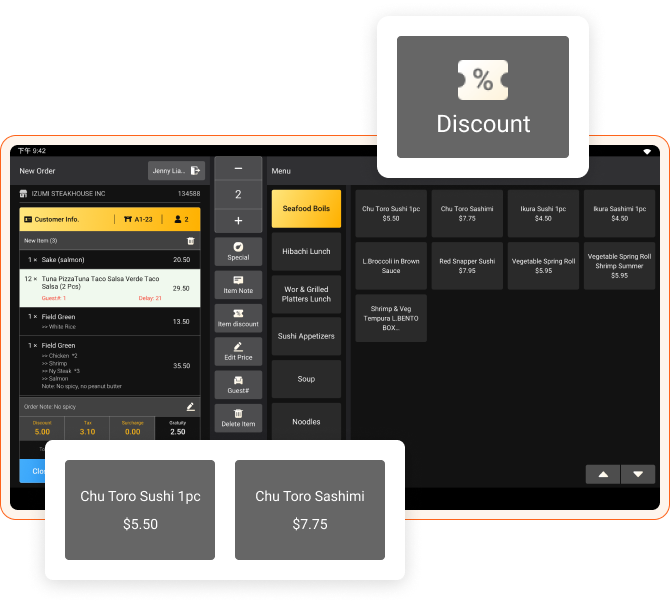 Discount
下午 9:42
New Order
Jenny Lia...
IZUMI STEAKHOUSE INC
134588
Customer Info.
A1-23
2
New Item (3)
1 × Sake (salmon) 20.50
12 × Tuna PizzaTuna Taco Salsa Verde Taco
Salsa (2 Pcs) 29.50
Guest# 1 Delay: 21
1 × Field Green 13.50
>> White Rice
1 × Field Green
>> Chicken *2
>> Shrimp 35.50
>> Ny Steak *3
>> Salmon
Note: No spicy, no peanut butter
Order Note: No spicy
Discount Tax Surcharge Gratuity
5.00 3.10 0.00 2.50
−
2
+
Special
Item Note
Item discount
Edit Price
Guest#
Delete Item
Menu
Seafood Boils
Hibachi Lunch
Wor & Grilled
Platters Lunch
Sushi Appetizers
Soup
Noodles
Chu Toro Sushi 1pc
$5.50
Chu Toro Sashimi
$7.75
Ikura Sushi 1pc
$4.50
Ikura Sashimi 1pc
$4.50
L.Broccoli in Brown
Sauce
Red Snapper Sushi
$7.95
Vegetable Spring Roll
$5.95
Vegetable Spring Roll
Shrimp Summer
$5.95
Shrimp & Veg
Tempura L.BENTO
BOX...
Chu Toro Sushi 1pc
$5.50
Chu Toro Sashimi
$7.75